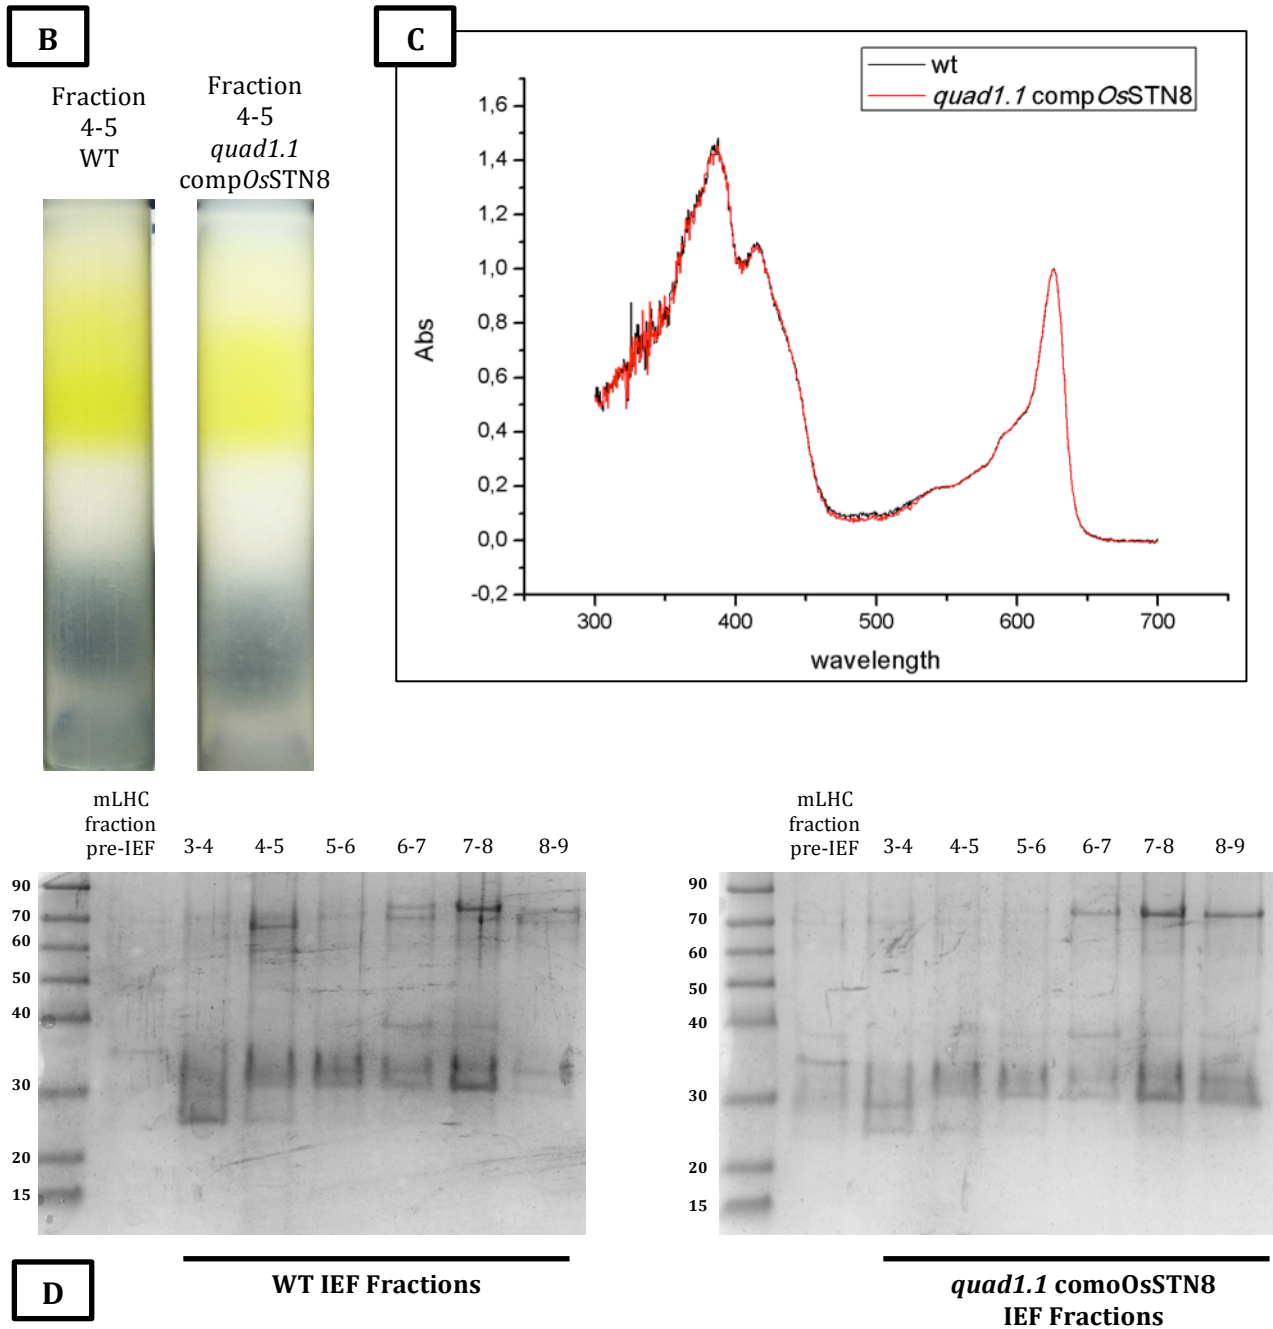 B
Fraction
4-5
WT
Fraction
4-5
quad1.1
compOsSTN8
C
wt
quad1.1 compOsSTN8
1,6
1,4
1,2
1,0
0,8
0,6
0,4
0,2
0,0
-0,2
Abs
300 400 500 600 700
wavelength
mLHC
fraction
pre-IEF 3-4 4-5 5-6 6-7 7-8 8-9
90
70
60
50
40
30
20
15
WT IEF Fractions
mLHC
fraction
pre-IEF 3-4 4-5 5-6 6-7 7-8 8-9
90
70
60
50
40
30
20
15
quad1.1 comoOsSTN8
IEF Fractions
D